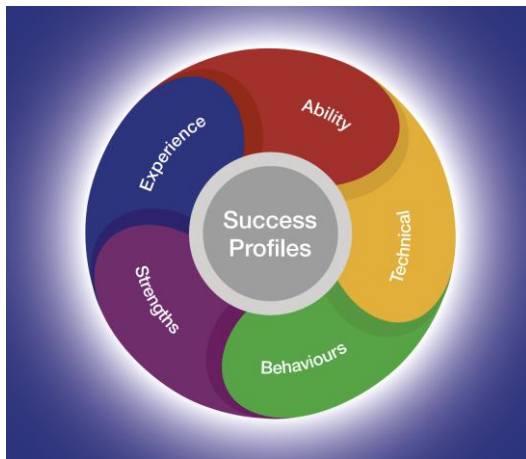 Success
Profiles
Ability
Technical
Behaviours
Strengths
Experience